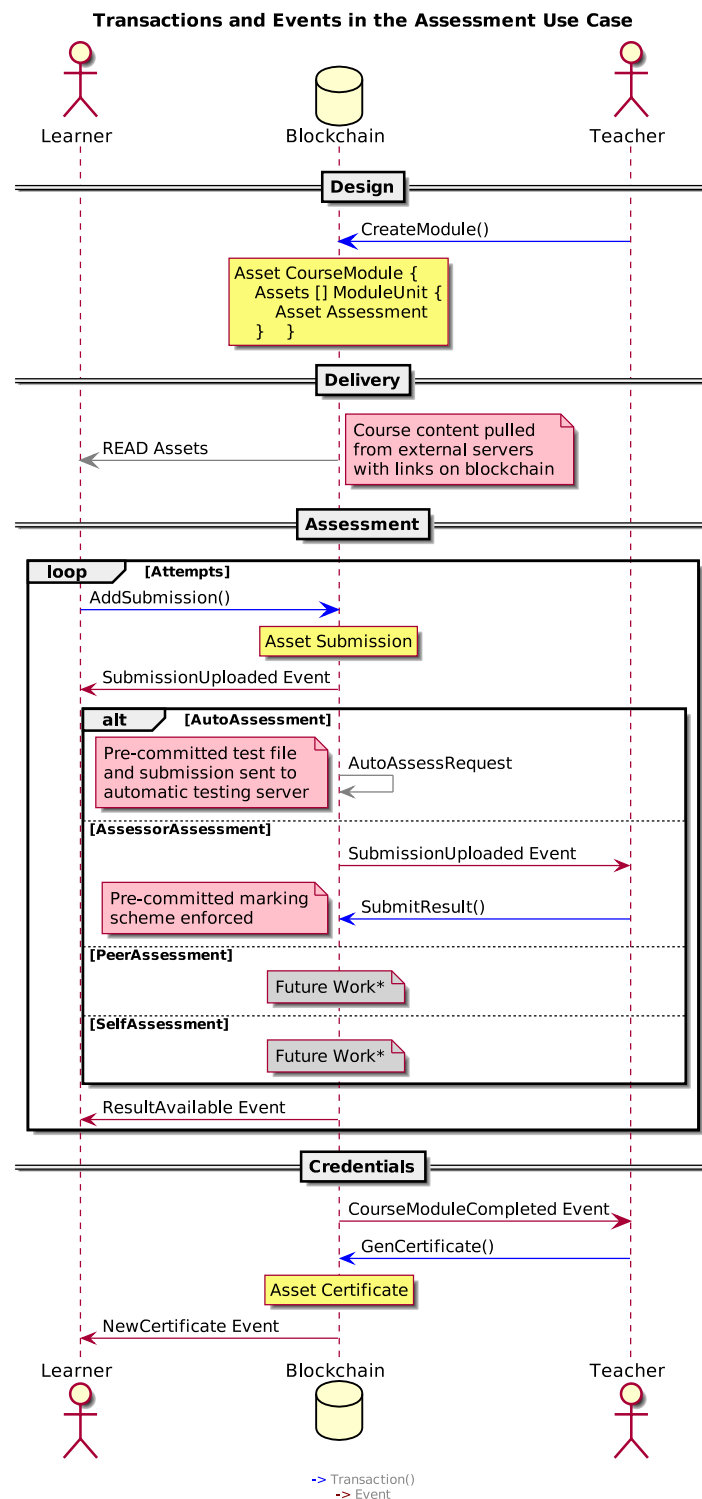 Transactions and Events in the Assessment Use Case
Learner
Blockchain
Teacher
Design
CreateModule()
Asset CourseModule {
Assets [] ModuleUnit {
Asset Assessment
} }
Delivery
READ Assets
Course content pulled
from external servers
with links on blockchain
Assessment
loop [Attempts]
AddSubmission()
Asset Submission
SubmissionUploaded Event
alt [AutoAssessment]
Pre-committed test file
and submission sent to
automatic testing server
AutoAssessRequest
[AssessorAssessment]
SubmissionUploaded Event
Pre-committed marking
scheme enforced
SubmitResult()
[PeerAssessment]
Future Work*
[SelfAssessment]
Future Work*
ResultAvailable Event
Credentials
CourseModuleCompleted Event
GenCertificate()
Asset Certificate
NewCertificate Event
Learner
Blockchain
Teacher
-> Transaction()
-> Event